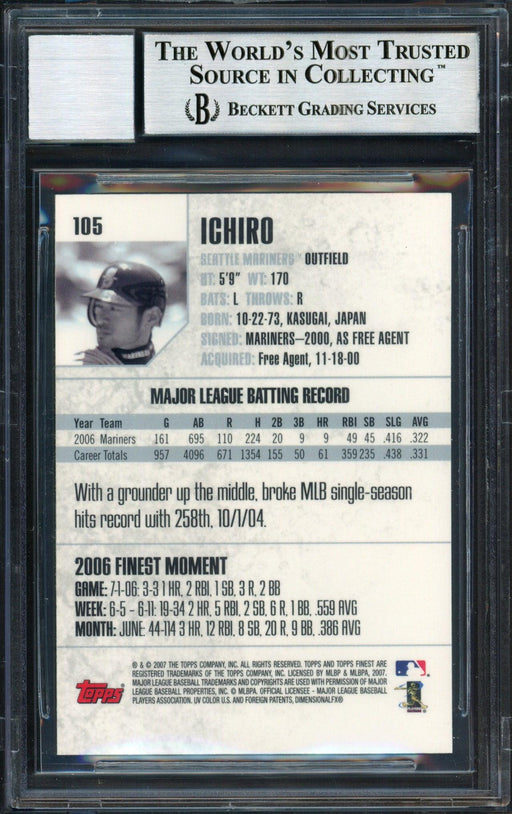 THE WORLD'S MOST TRUSTED
SOURCE IN COLLECTING™
B BECKETT GRADING SERVICES
105
ICHIRO
SEATTLE MARINERS™ OUTFIELD
HT: 5'9" WT: 170
BATS: L THROWS: R
BORN: 10-22-73, KASUGAI, JAPAN
SIGNED: MARINERS–2000, AS FREE AGENT
ACQUIRED: Free Agent, 11-18-00
MAJOR LEAGUE BATTING RECORD
Year Team G AB R H 2B 3B HR RBI SB SLG AVG
2006 Mariners 161 695 110 224 20 9 9 49 45 .416 .322
Career Totals 957 4096 671 1354 155 50 61 359 235 .438 .331
With a grounder up the middle, broke MLB single-season
hits record with 258th, 10/1/04.
2006 FINEST MOMENT
GAME: 7-1-06: 3-3 1 HR, 2 RBI, 1 SB, 3 R, 2 BB
WEEK: 6-5 - 6-11: 19-34 2 HR, 5 RBI, 2 SB, 6 R, 1 BB, .559 AVG
MONTH: JUNE: 44-114 3 HR, 12 RBI, 8 SB, 20 R, 9 BB, .386 AVG
® & © 2007 THE TOPPS COMPANY, INC. ALL RIGHTS RESERVED. TOPPS AND TOPPS FINEST ARE
REGISTERED TRADEMARKS OF THE TOPPS COMPANY, INC. LICENSED BY MLBP & MLBPA, 2007.
MAJOR LEAGUE BASEBALL TRADEMARKS AND COPYRIGHTS ARE USED WITH PERMISSION OF MAJOR
LEAGUE BASEBALL PROPERTIES, INC. © MLBPA. OFFICIAL LICENSEE - MAJOR LEAGUE BASEBALL
PLAYERS ASSOCIATION. UV COLOR U.S. AND FOREIGN PATENTS, DIMENSIONALFX®
Topps